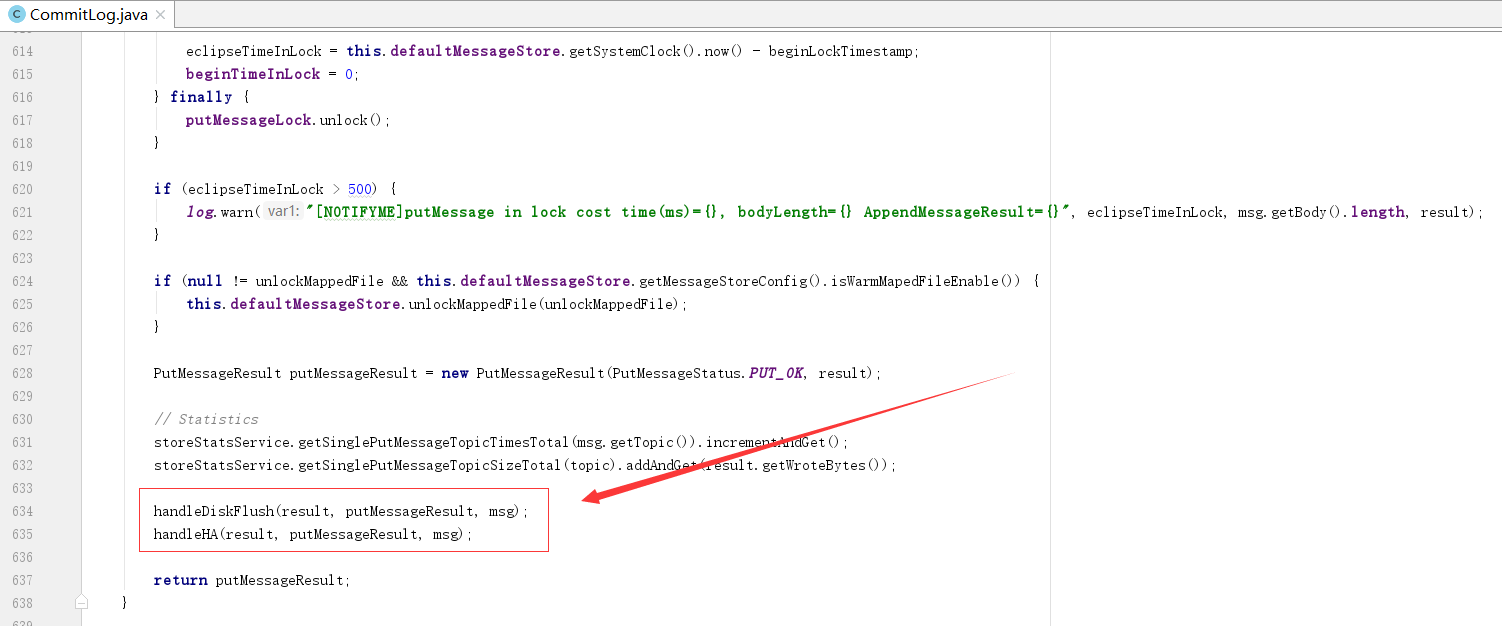 CommitLog.java
614 eclipseTimeInLock = this.defaultMessageStore.getSystemClock().now() - beginLockTimestamp;
615 beginTimeInLock = 0;
616 } finally {
617 putMessageLock.unlock();
618 }
619
620 if (eclipseTimeInLock > 500) {
621 log.warn( var1: "[NOTIFYME]putMessage in lock cost time(ms)={}, bodyLength={} AppendMessageResult={}", eclipseTimeInLock, msg.getBody().length, result);
622 }
623
624 if (null != unlockMappedFile && this.defaultMessageStore.getMessageStoreConfig().isWarmMapedFileEnable()) {
625 this.defaultMessageStore.unlockMappedFile(unlockMappedFile);
626 }
627
628 PutMessageResult putMessageResult = new PutMessageResult(PutMessageStatus.PUT_OK, result);
629
630 // Statistics
631 storeStatsService.getSinglePutMessageTopicTimesTotal(msg.getTopic()).incrementAndGet();
632 storeStatsService.getSinglePutMessageTopicSizeTotal(topic).addAndGet(result.getWroteBytes());
633
634 handleDiskFlush(result, putMessageResult, msg);
635 handleHA(result, putMessageResult, msg);
636
637 return putMessageResult;
638 }